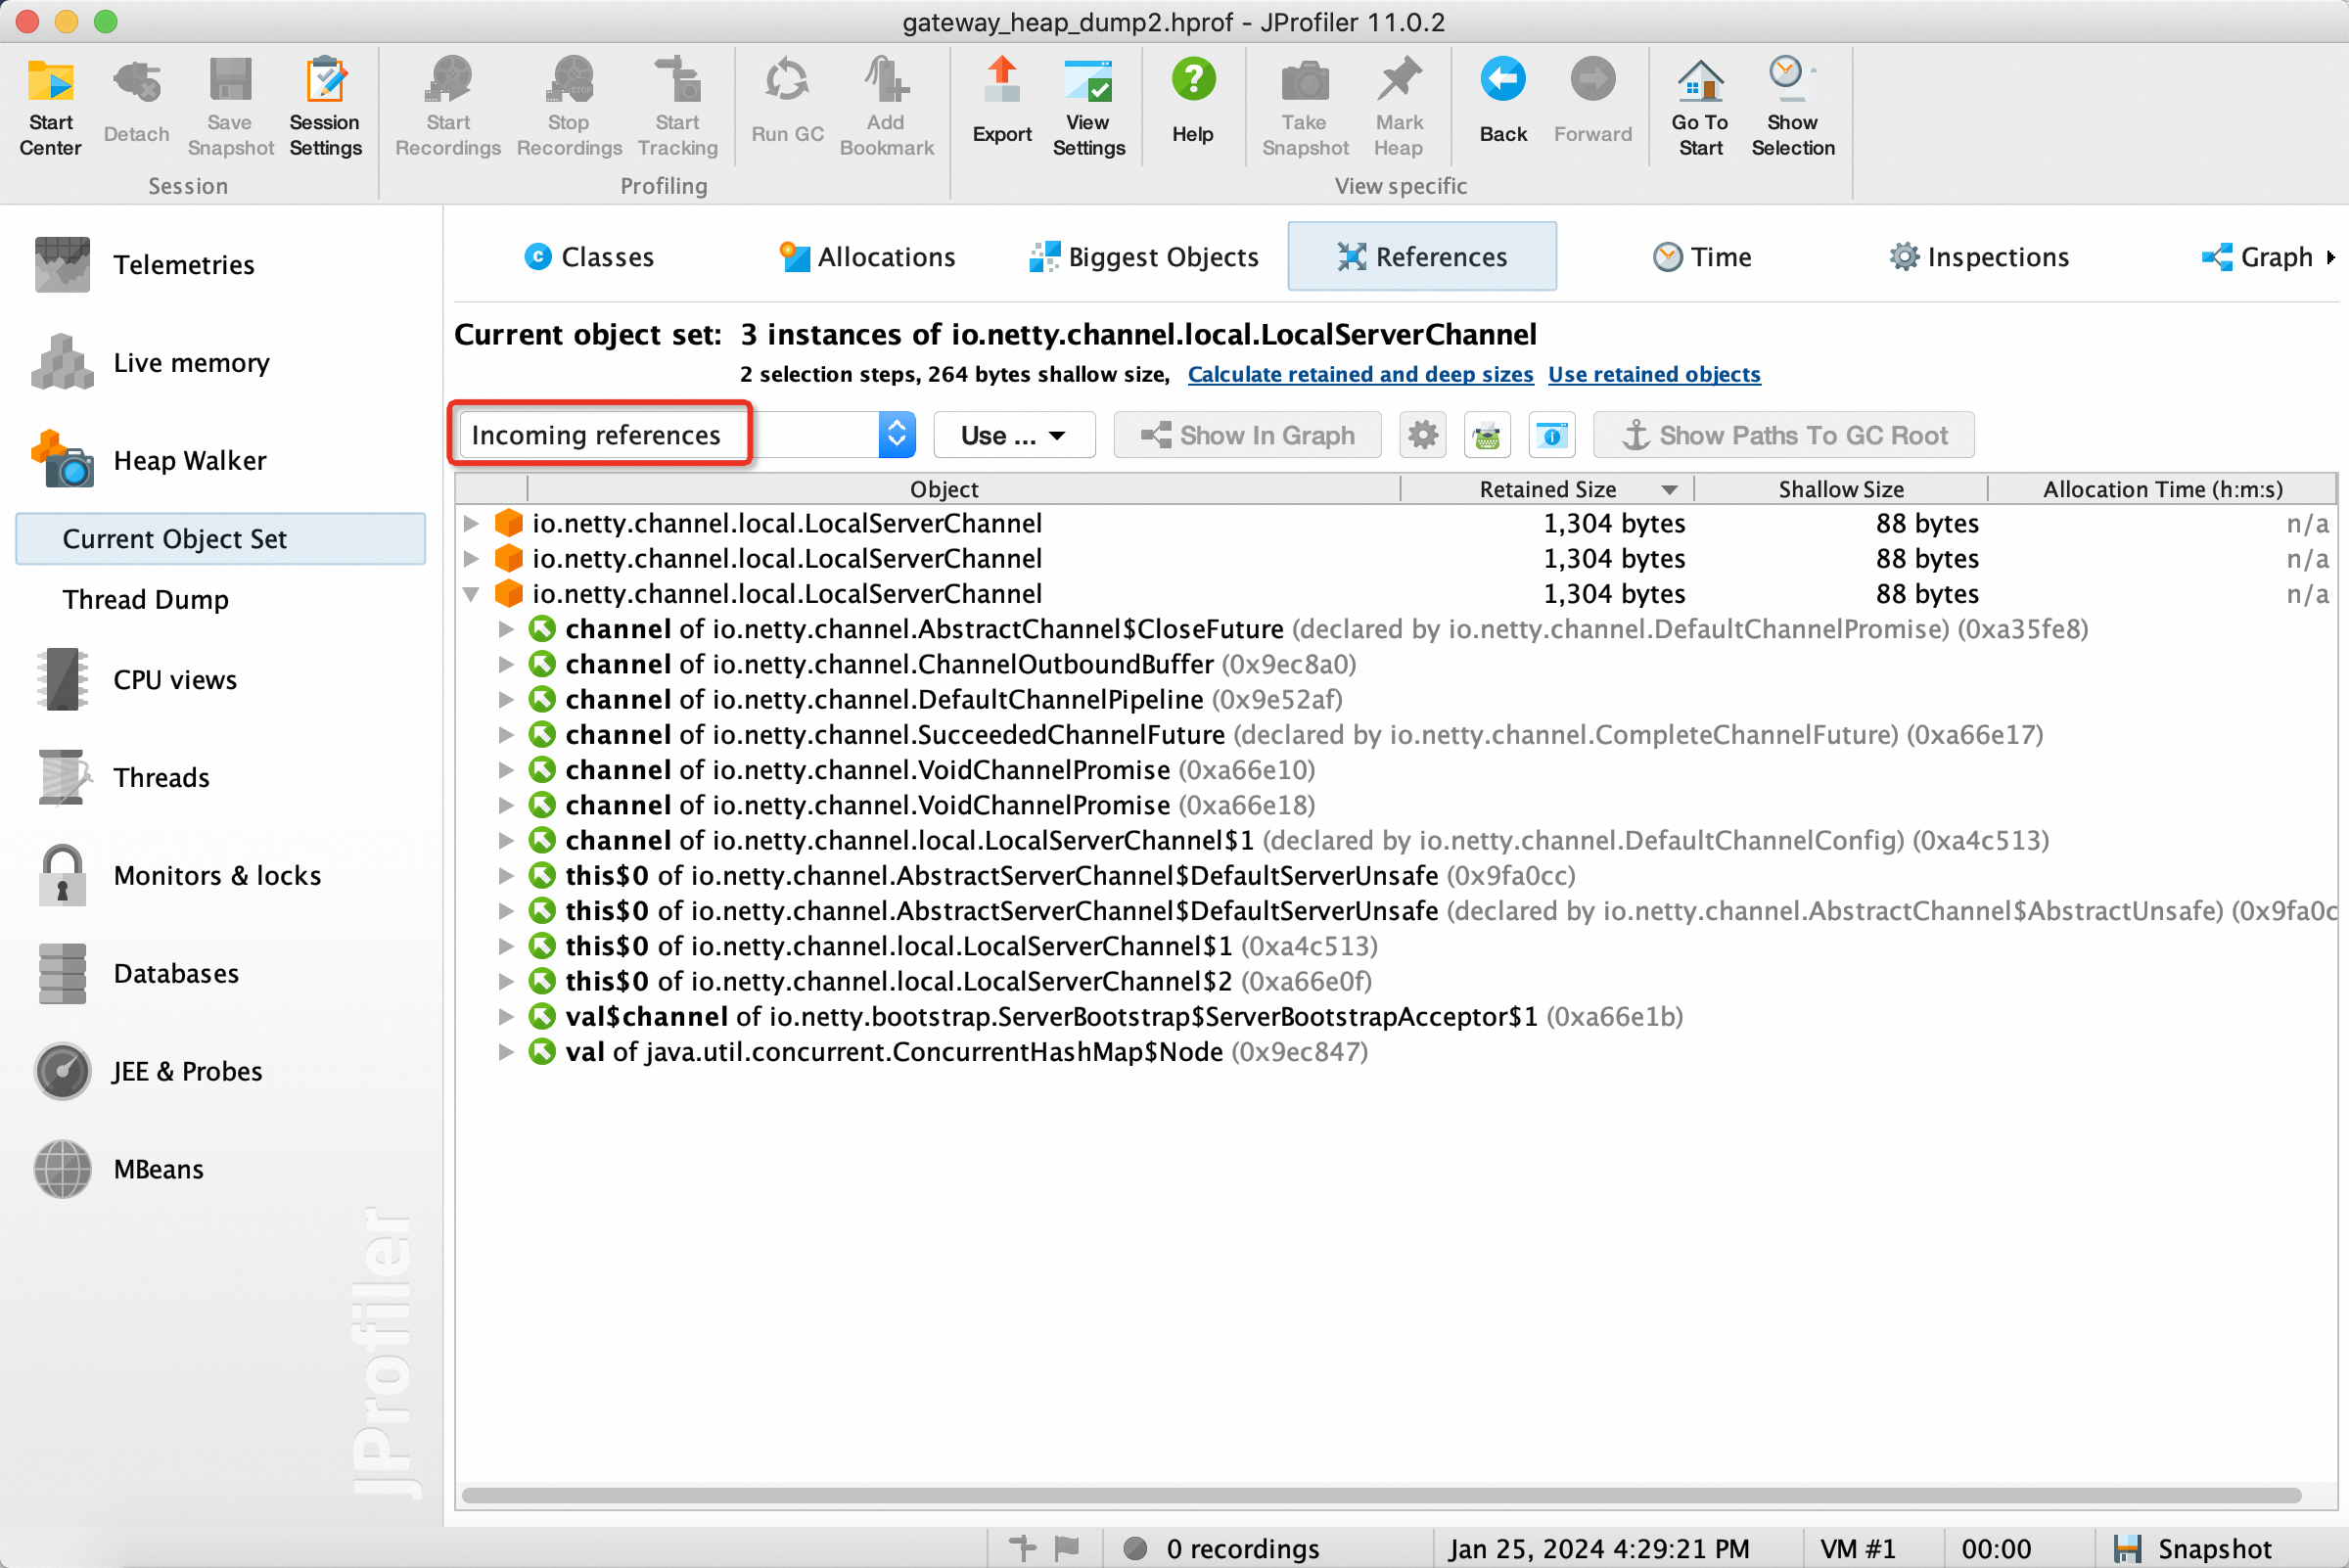 gateway_heap_dump2.hprof - JProfiler 11.0.2
Start Center
Detach
Save Snapshot
Session Settings
Start Recordings
Stop Recordings
Start Tracking
Run GC
Add Bookmark
Export
View Settings
Help
Take Snapshot
Mark Heap
Back
Forward
Go To Start
Show Selection
Session
Profiling
View specific
Telemetries
Live memory
Heap Walker
Current Object Set
Thread Dump
CPU views
Threads
Monitors & locks
Databases
JEE & Probes
MBeans
JProfiler
Classes
Allocations
Biggest Objects
References
Time
Inspections
Graph
Current object set: 3 instances of io.netty.channel.local.LocalServerChannel
2 selection steps, 264 bytes shallow size, Calculate retained and deep sizes Use retained objects
Incoming references
Use ...
Show In Graph
Show Paths To GC Root
Object Retained Size Shallow Size Allocation Time (h:m:s)
io.netty.channel.local.LocalServerChannel 1,304 bytes 88 bytes n/a
io.netty.channel.local.LocalServerChannel 1,304 bytes 88 bytes n/a
io.netty.channel.local.LocalServerChannel 1,304 bytes 88 bytes n/a
channel of io.netty.channel.AbstractChannel$CloseFuture (declared by io.netty.channel.DefaultChannelPromise) (0xa35fe8)
channel of io.netty.channel.ChannelOutboundBuffer (0x9ec8a0)
channel of io.netty.channel.DefaultChannelPipeline (0x9e52af)
channel of io.netty.channel.SucceededChannelFuture (declared by io.netty.channel.CompleteChannelFuture) (0xa66e17)
channel of io.netty.channel.VoidChannelPromise (0xa66e10)
channel of io.netty.channel.VoidChannelPromise (0xa66e18)
channel of io.netty.channel.local.LocalServerChannel$1 (declared by io.netty.channel.DefaultChannelConfig) (0xa4c513)
this$0 of io.netty.channel.AbstractServerChannel$DefaultServerUnsafe (0x9fa0cc)
this$0 of io.netty.channel.AbstractServerChannel$DefaultServerUnsafe (declared by io.netty.channel.AbstractChannel$AbstractUnsafe) (0x9fa0c
this$0 of io.netty.channel.local.LocalServerChannel$1 (0xa4c513)
this$0 of io.netty.channel.local.LocalServerChannel$2 (0xa66e0f)
val$channel of io.netty.bootstrap.ServerBootstrap$ServerBootstrapAcceptor$1 (0xa66e1b)
val of java.util.concurrent.ConcurrentHashMap$Node (0x9ec847)
0 recordings
Jan 25, 2024 4:29:21 PM
VM #1
00:00
Snapshot